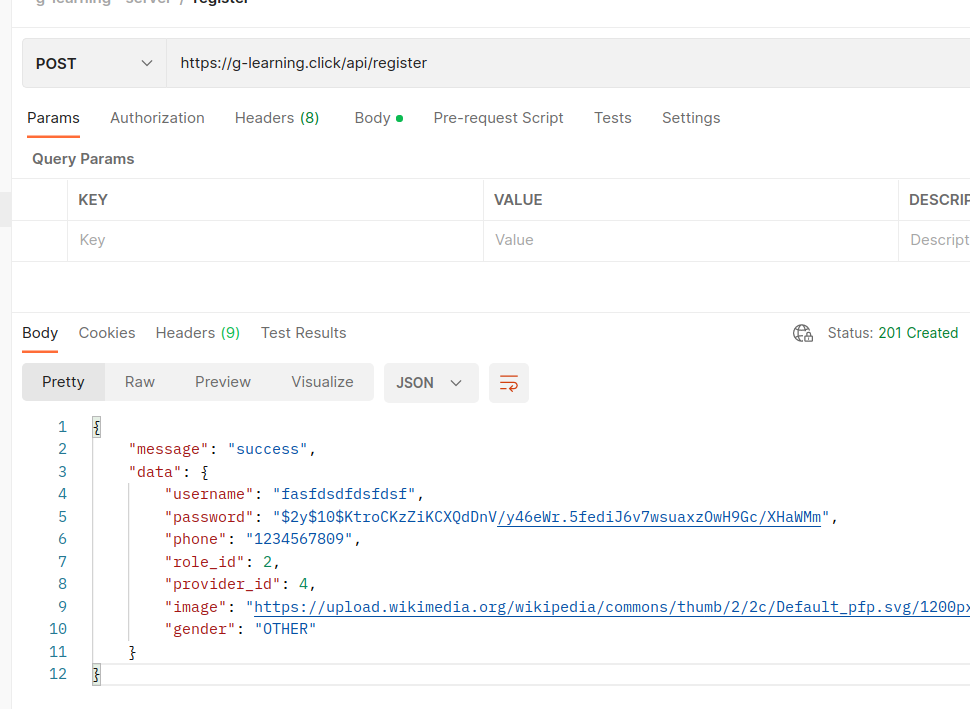 g-learning - server / register
POST https://g-learning.click/api/register
Params Authorization Headers (8) Body Pre-request Script Tests Settings
Query Params
KEY VALUE DESCRIP
Key Value Descript
Body Cookies Headers (9) Test Results Status: 201 Created
Pretty Raw Preview Visualize JSON
1 {
2 "message": "success",
3 "data": {
4 "username": "fasfdsdfdsfdsf",
5 "password": "$2y$10$KtroCKzZiKCXQdDnV/y46eWr.5fediJ6v7wsuaxzOwH9Gc/XHaWMm",
6 "phone": "1234567809",
7 "role_id": 2,
8 "provider_id": 4,
9 "image": "https://upload.wikimedia.org/wikipedia/commons/thumb/2/2c/Default_pfp.svg/1200px
10 "gender": "OTHER"
11 }
12 }